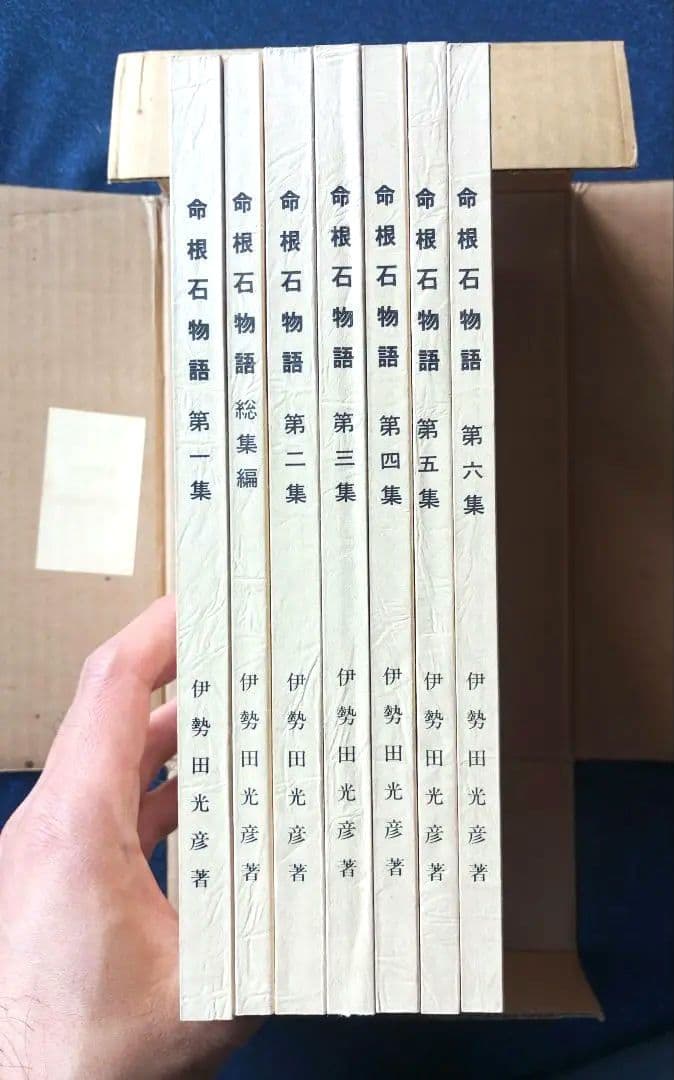 命根石物語 第一集 伊勢田光彦著
命根石物語 総集編 伊勢田光彦著
命根石物語 第二集 伊勢田光彦著
命根石物語 第三集 伊勢田光彦著
命根石物語 第四集 伊勢田光彦著
命根石物語 第五集 伊勢田光彦著
命根石物語 第六集 伊勢田光彦著